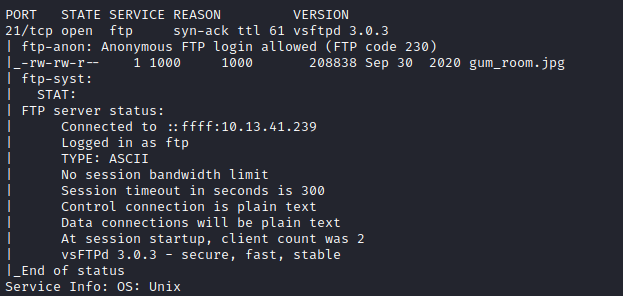 PORT   STATE SERVICE REASON         VERSION
21/tcp open  ftp     syn-ack ttl 61 vsftpd 3.0.3
| ftp-anon: Anonymous FTP login allowed (FTP code 230)
|_-rw-rw-r--    1 1000     1000       208838 Sep 30  2020 gum_room.jpg
| ftp-syst:
|   STAT:
| FTP server status:
|      Connected to ::ffff:10.13.41.239
|      Logged in as ftp
|      TYPE: ASCII
|      No session bandwidth limit
|      Session timeout in seconds is 300
|      Control connection is plain text
|      Data connections will be plain text
|      At session startup, client count was 2
|      vsFTPd 3.0.3 - secure, fast, stable
|_End of status
Service Info: OS: Unix